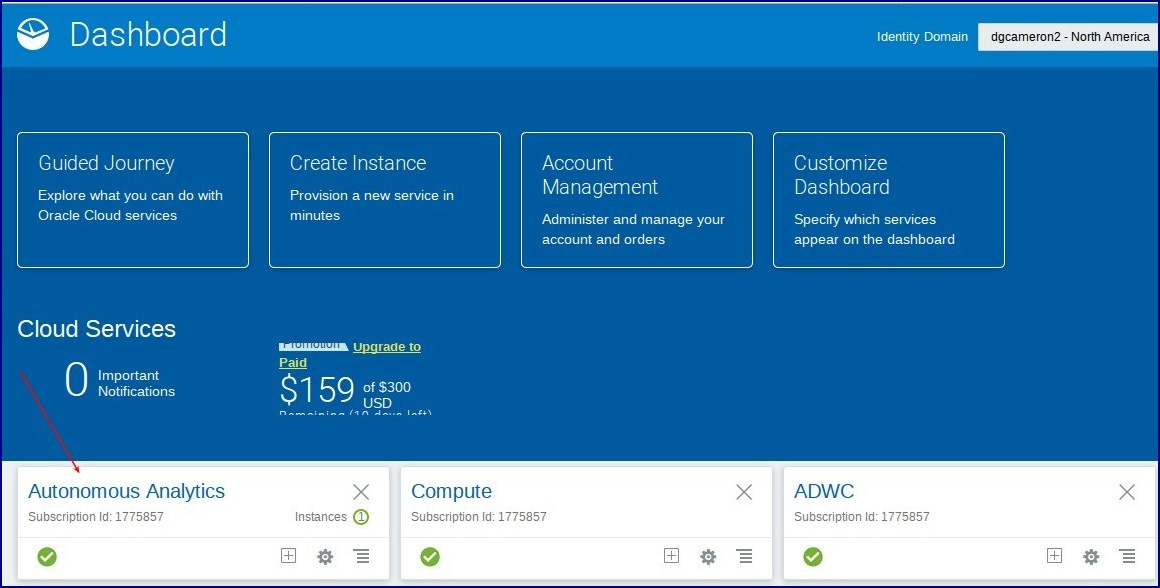 Dashboard
Identity Domain
dgcameron2 - North America
Guided Journey
Explore what you can do with
Oracle Cloud services
Create Instance
Provision a new service in
minutes
Account
Management
Administer and manage your
account and orders
Customize
Dashboard
Specify which services
appear on the dashboard
Cloud Services
0 Important
Notifications
Promotion Upgrade to
Paid
$159 of $300
USD
Remaining (19 days left)
Autonomous Analytics
Subscription Id: 1775857
Instances 1
Compute
Subscription Id: 1775857
ADWC
Subscription Id: 1775857